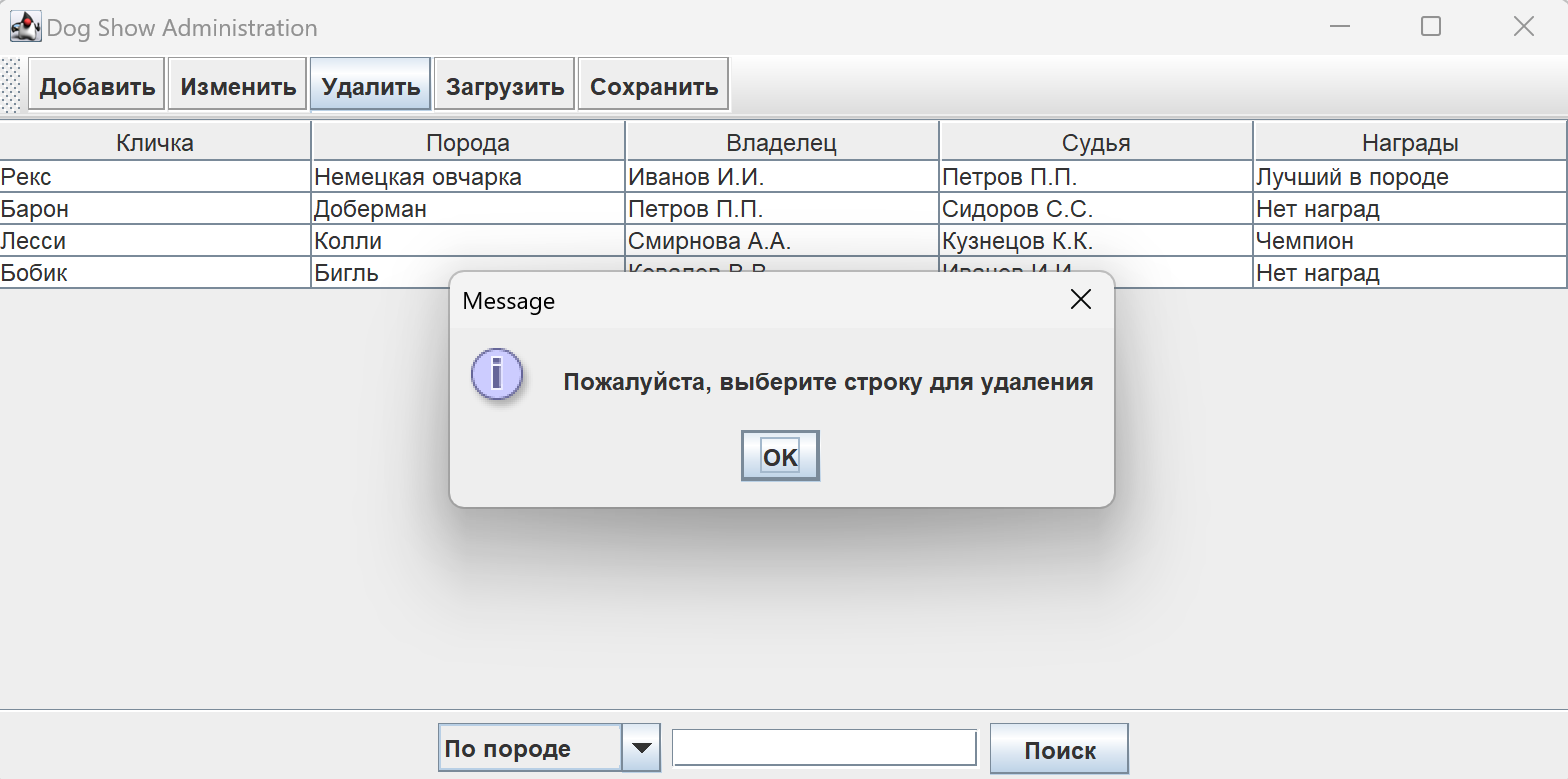 Dog Show Administration
Добавить Изменить Удалить Загрузить Сохранить
Кличка Порода Владелец Судья Награды
Рекс Немецкая овчарка Иванов И.И. Петров П.П. Лучший в породе
Барон Доберман Петров П.П. Сидоров С.С. Нет наград
Лесси Колли Смирнова А.А. Кузнецов К.К. Чемпион
Бобик Бигль Иванов И.И. Нет наград
Message
Пожалуйста, выберите строку для удаления
OK
По породе Поиск